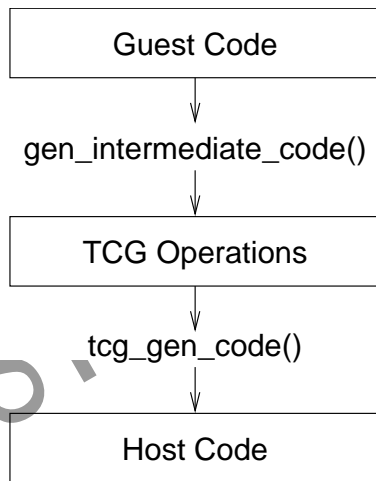 Guest Code
gen_intermediate_code()
TCG Operations
tcg_gen_code()
Host Code